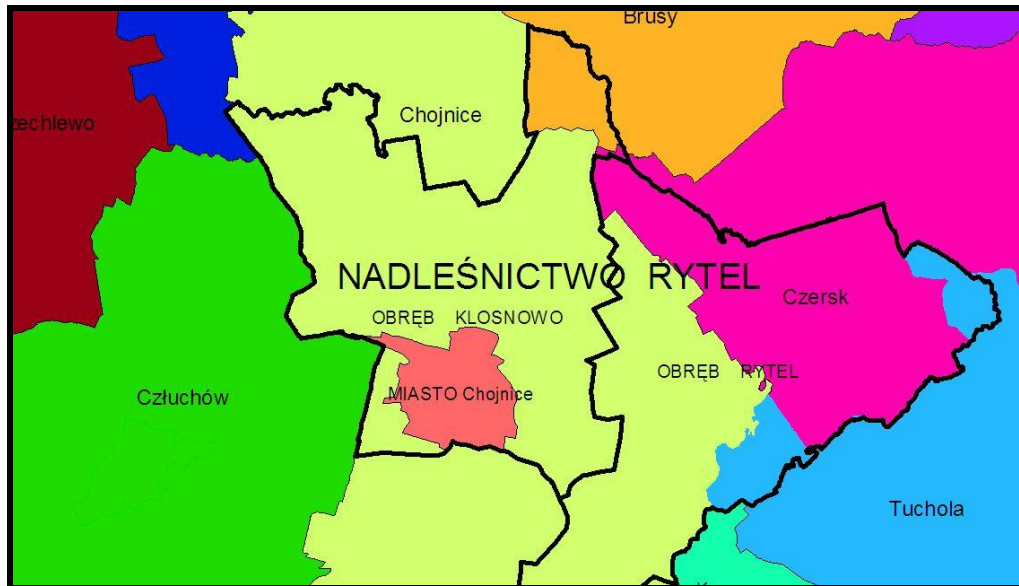 Brusy
Chojnice
zechlewo
NADLEŚNICTWO RYTEL
Czersk
OBRĘB KLOSNOWO
OBRĘB RYTEL
MIASTO Chojnice
Człuchów
Tuchola